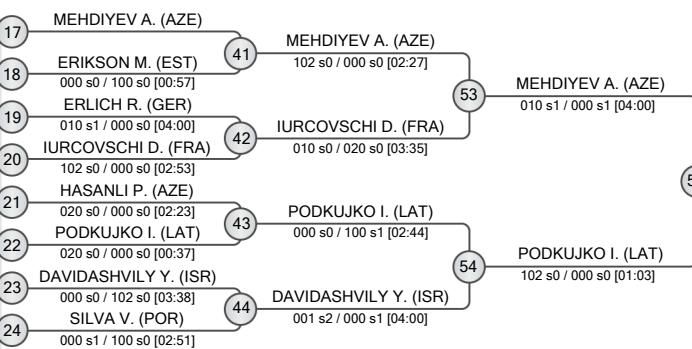 17
MEHDIYEV A. (AZE)
18
ERIKSON M. (EST)
000 s0 / 100 s0 [00:57]
19
ERLICH R. (GER)
010 s1 / 000 s0 [04:00]
20
IURCOVSCHI D. (FRA)
102 s0 / 000 s0 [02:53]
21
HASANLI P. (AZE)
020 s0 / 000 s0 [02:23]
22
PODKUJKO I. (LAT)
020 s0 / 000 s0 [00:37]
23
DAVIDASHVILY Y. (ISR)
000 s0 / 102 s0 [03:38]
24
SILVA V. (POR)
000 s1 / 100 s0 [02:51]
41
MEHDIYEV A. (AZE)
102 s0 / 000 s0 [02:27]
42
IURCOVSCHI D. (FRA)
010 s0 / 020 s0 [03:35]
43
PODKUJKO I. (LAT)
000 s0 / 100 s1 [02:44]
44
DAVIDASHVILY Y. (ISR)
001 s2 / 000 s1 [04:00]
53
MEHDIYEV A. (AZE)
010 s1 / 000 s1 [04:00]
54
PODKUJKO I. (LAT)
102 s0 / 000 s0 [01:03]